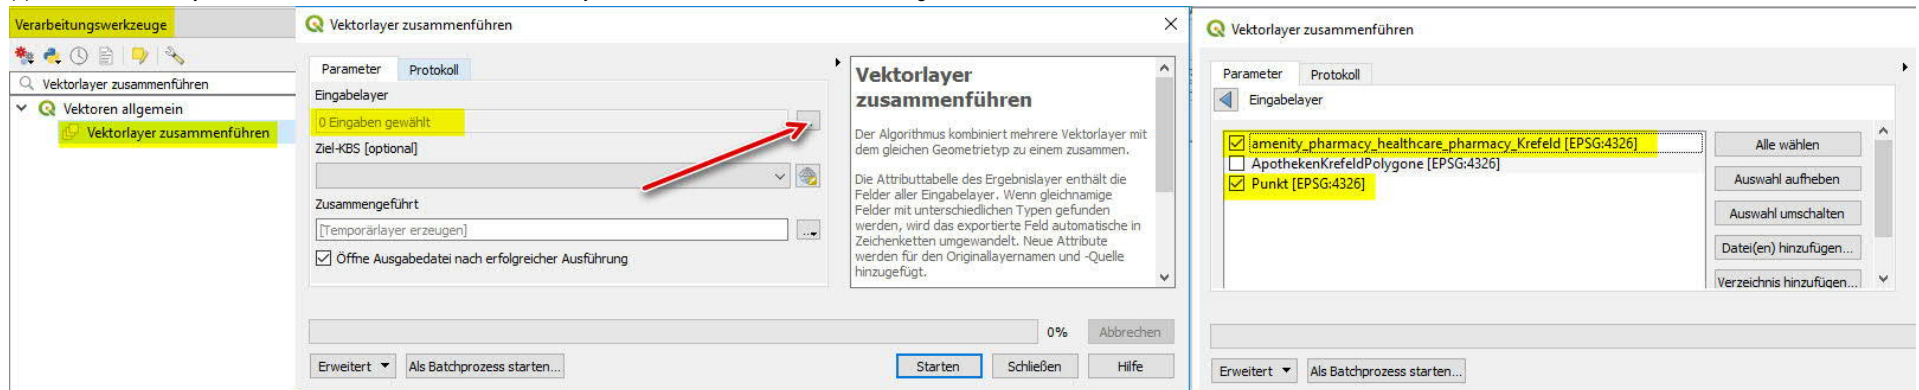 Verarbeitungswerkzeuge
Vektorlayer zusammenführen
Vektoren allgemein
Vektorlayer zusammenführen
Vektorlayer zusammenführen
Parameter Protokoll
Eingabelayer
0 Eingaben gewählt
...
Ziel-KBS [optional]
Zusammengeführt
[Temporärlayer erzeugen]
...
Öffne Ausgabedatei nach erfolgreicher Ausführung
Vektorlayer
zusammenführen
Der Algorithmus kombiniert mehrere Vektorlayer mit
dem gleichen Geometrietyp zu einem zusammen.
Die Attributtabelle des Ergebnislayer enthält die
Felder aller Eingabelayer. Wenn gleichnamige
Felder mit unterschiedlichen Typen gefunden
werden, wird das exportierte Feld automatische in
Zeichenketten umgewandelt. Neue Attribute
werden für den Originallayernamen und -Quelle
hinzugefügt.
0%
Abbrechen
Erweitert
Als Batchprozess starten...
Starten
Schließen
Hilfe
Vektorlayer zusammenführen
Parameter Protokoll
Eingabelayer
amenity_pharmacy_healthcare_pharmacy_Krefeld [EPSG:4326]
ApothekenKrefeldPolygone [EPSG:4326]
Punkt [EPSG:4326]
Alle wählen
Auswahl aufheben
Auswahl umschalten
Datei(en) hinzufügen...
Verzeichnis hinzufügen...
Erweitert
Als Batchprozess starten...